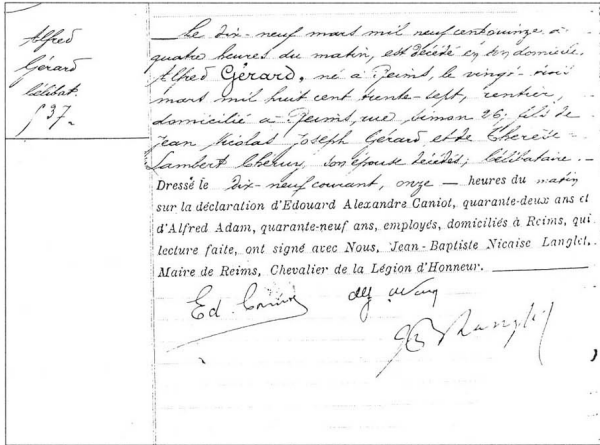 Alfred
Gérard
Célibat.
Le dix-neuf mars mil neuf cent onze à
quatre heures du matin, est décédé en son domicile
Alfred Gérard, né à Reims, le vingt-trois
mars mil huit cent trente-sept, rentier,
domicilié à Reims, rue Simon 26; fils de
Jean Nicolas Joseph Gérard et de Thérèse
Lambert Cheruy, son épouse décédés; Célibataire. —
Dressé le dix-neuf courant, onze — heures du matin
sur la déclaration d'Edouard Alexandre Caniot, quarante-deux ans et
d'Alfred Adam, quarante-neuf ans, employés, domiciliés à Reims, qui
lecture faite, ont signé avec Nous, Jean-Baptiste Nicaise Langlet,
Maire de Reims, Chevalier de la Légion d'Honneur.
Ed. Caniot
Langlet